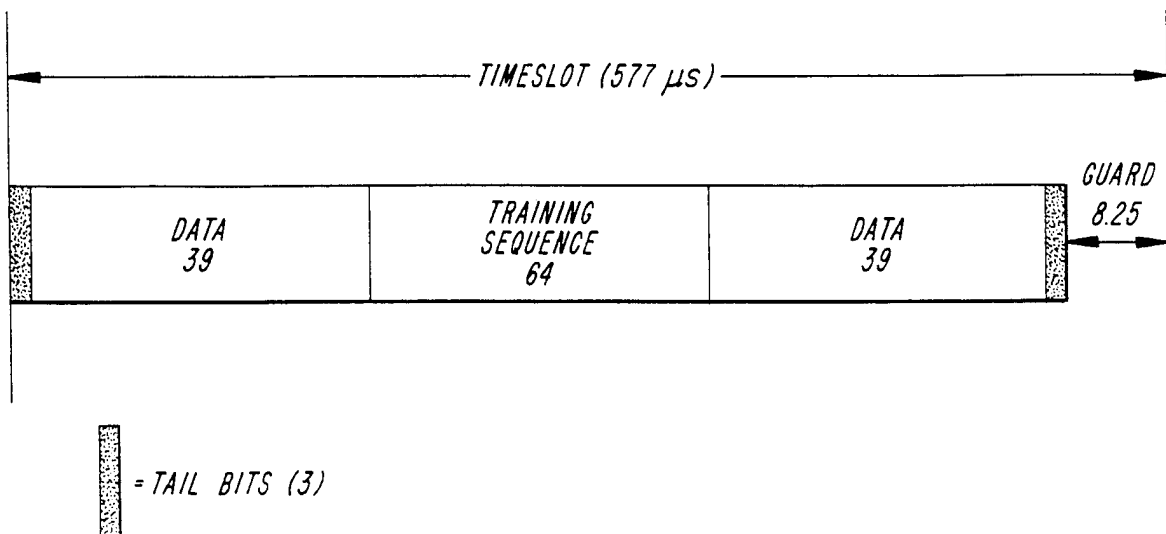 TIMESLOT (577 µs)
GUARD
8.25
DATA
39
TRAINING
SEQUENCE
64
DATA
39
= TAIL BITS (3)